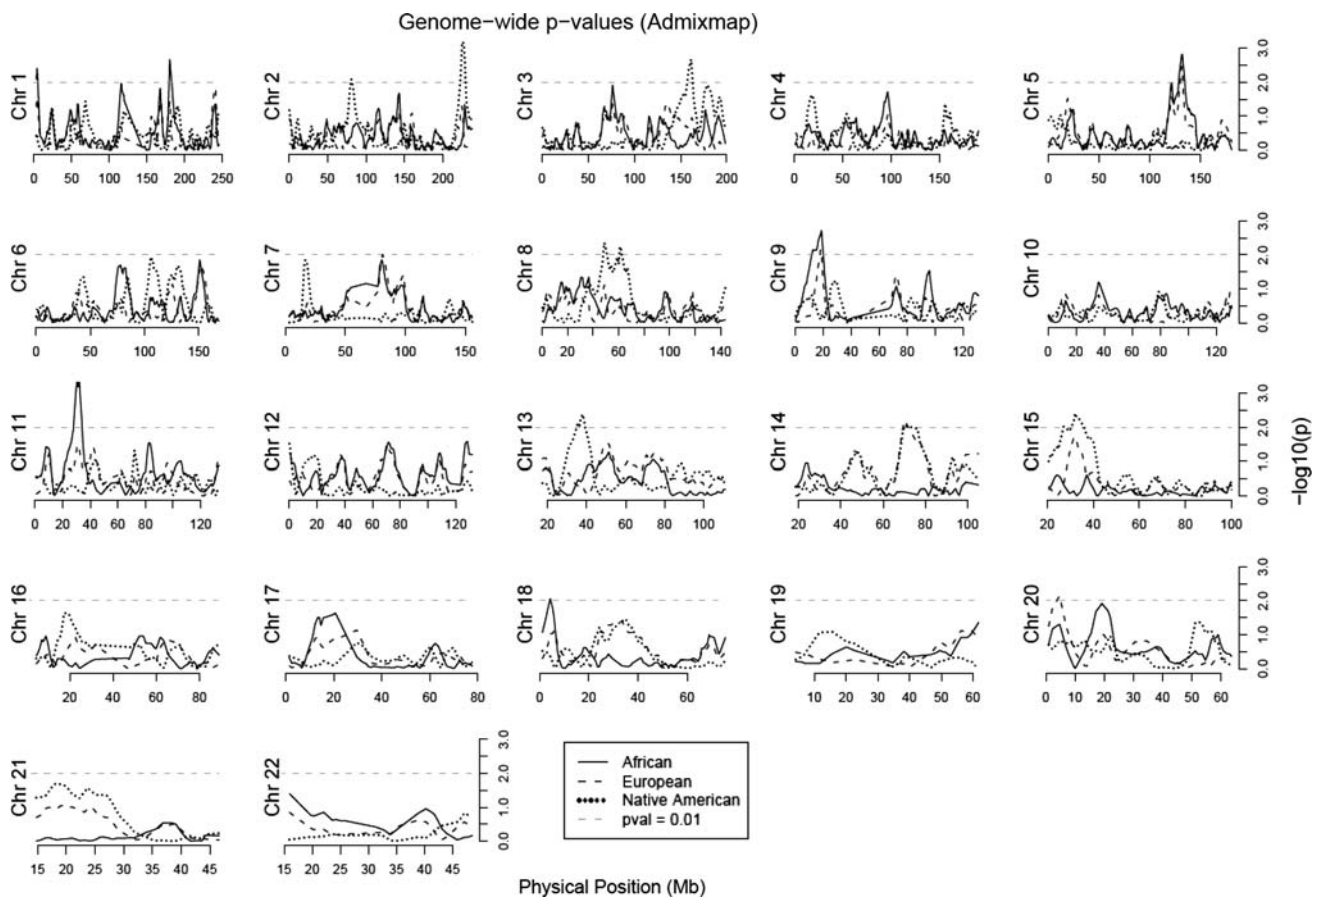 Genome-wide p-values (Admixmap)
Chr 1
0 50 100 150 200 250
Chr 2
0 50 100 150 200
Chr 3
0 50 100 150 200
Chr 4
0 50 100 150
Chr 5
0 50 100 150
0.0 1.0 2.0 3.0
Chr 6
0 50 100 150
Chr 7
0 50 100 150
Chr 8
0 20 40 60 80 100 140
Chr 9
0 20 40 60 80 100 130
Chr 10
0 20 40 60 80 100 130
0.0 1.0 2.0 3.0
Chr 11
0 20 40 60 80 100 120
Chr 12
0 20 40 60 80 100 120
Chr 13
20 40 60 80 100
Chr 14
20 40 60 80 100
Chr 15
20 40 60 80 100
0.0 1.0 2.0 3.0
−log10(p)
Chr 16
20 40 60 80
Chr 17
0 20 40 60 80
Chr 18
0 20 40 60
Chr 19
10 20 30 40 50 60
Chr 20
0 10 20 30 40 50 60
0.0 1.0 2.0 3.0
Chr 21
15 20 25 30 35 40 45
Chr 22
15 20 25 30 35 40 45
0.0 1.0 2.0 3.0
African
European
Native American
pval = 0.01
Physical Position (Mb)